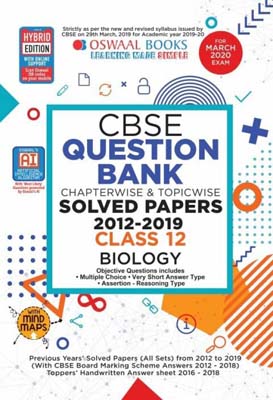 Strictly as per the new and revised syllabus issued by
CBSE on 29th March, 2019 for Academic year 2019-20
HYBRID
EDITION
WITH ONLINE
SUPPORT
OSWAAL BOOKS
LEARNING MADE SIMPLE
FOR
MARCH
2020
EXAM
CBSE
QUESTION
BANK
CHAPTERWISE & TOPICWISE
SOLVED PAPERS
2012-2019
CLASS 12
BIOLOGY
OSWAAL'S
AI
ARTIFICIAL
INTELLIGENCE
ALGORITHM
Objective Questions includes
• Multiple Choice • Very Short Answer Type
• Assertion - Reasoning Type
WITH
MIND
MAPS
Previous Years' Solved Papers (All Sets) from 2012 to 2019
(With CBSE Board Marking Scheme Answers 2012 - 2018)
Toppers' Handwritten Answer sheet 2016 - 2018